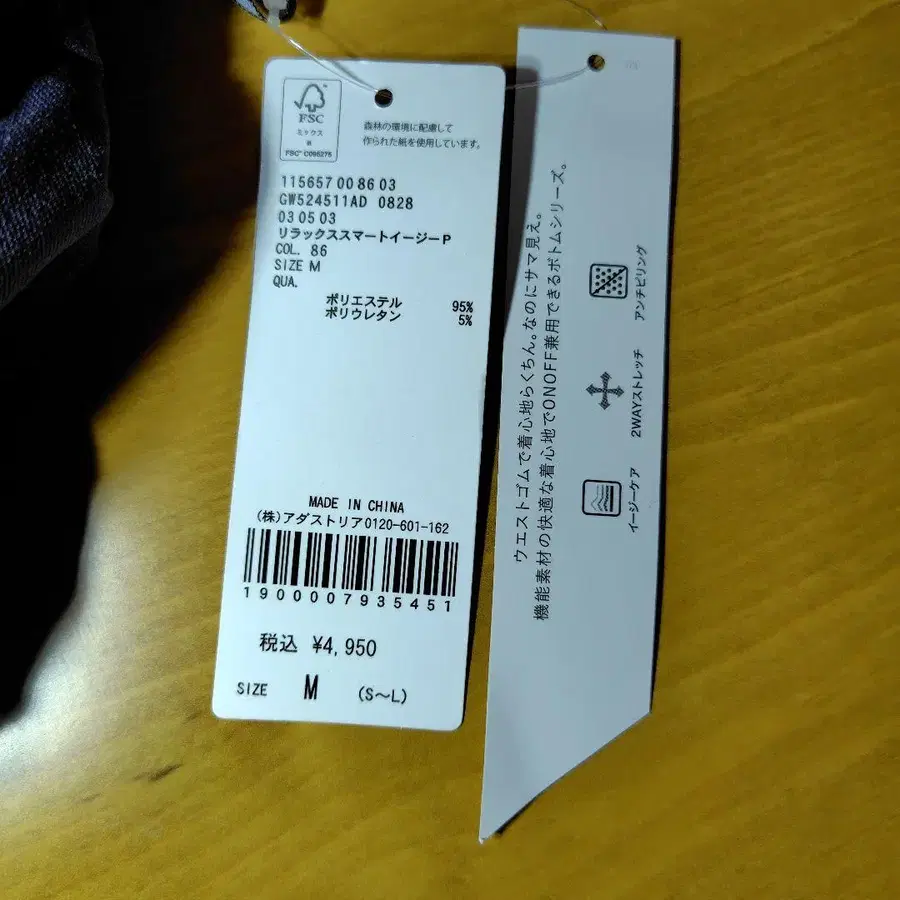 FSC
ミックス
紙
FSC™ C095275
森林の環境に配慮して
作られた紙を使用しています。
115657 00 86 03
GW524511AD 0828
03 05 03
リラックススマートイージーP
COL. 86
SIZE M
QUA.
ポリエステル 95%
ポリウレタン 5%
MADE IN CHINA
(株)アダストリア0120-601-162
1900007935451
税込 ¥4,950
SIZE M (S〜L)
ウエストゴムで着心地らくちん。なのにサマ見え。
機能素材の快適な着心地でONOFF兼用できるボトムシリーズ。
アンチピリング
2WAYストレッチ
イージーケア